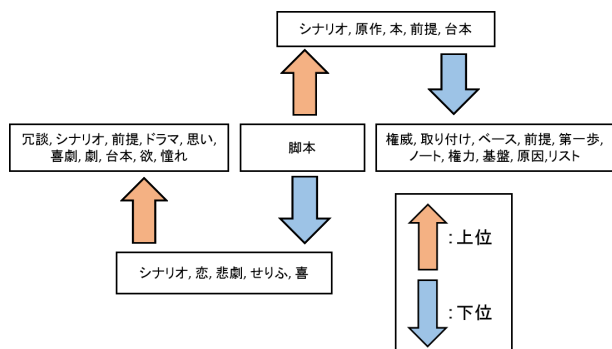 シナリオ, 原作, 本, 前提, 台本
冗談, シナリオ, 前提, ドラマ, 思い,
喜劇, 劇, 台本, 欲, 憧れ
脚本
権威, 取り付け, ベース, 前提, 第一歩,
ノート, 権力, 基盤, 原因,リスト
シナリオ, 恋, 悲劇, せりふ, 喜
:上位
:下位